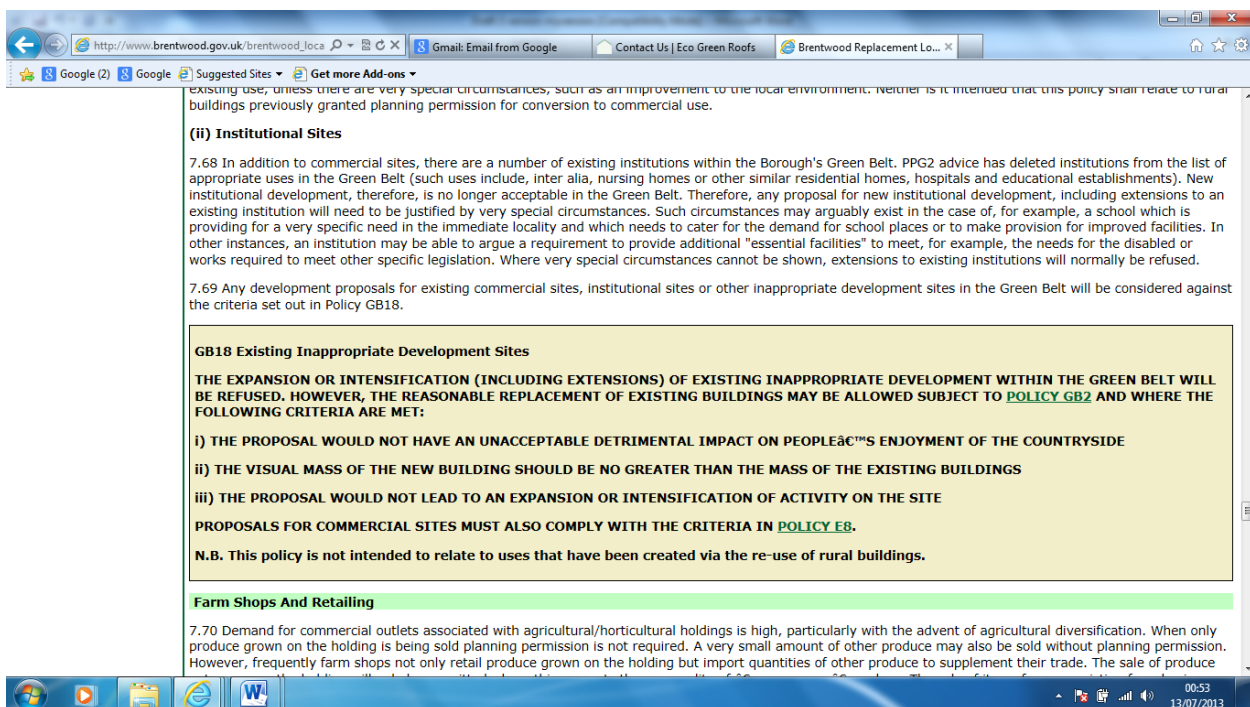 http://www.brentwood.gov.uk/brentwood_loca
Gmail: Email from Google
Contact Us | Eco Green Roofs
Brentwood Replacement Lo...
Google (2) Google Suggested Sites Get more Add-ons
existing use, unless there are very special circumstances, such as an improvement to the local environment. Neither is it intended that this policy shall relate to rural
buildings previously granted planning permission for conversion to commercial use.
(ii) Institutional Sites
7.68 In addition to commercial sites, there are a number of existing institutions within the Borough's Green Belt. PPG2 advice has deleted institutions from the list of
appropriate uses in the Green Belt (such uses include, inter alia, nursing homes or other similar residential homes, hospitals and educational establishments). New
institutional development, therefore, is no longer acceptable in the Green Belt. Therefore, any proposal for new institutional development, including extensions to an
existing institution will need to be justified by very special circumstances. Such circumstances may arguably exist in the case of, for example, a school which is
providing for a very specific need in the immediate locality and which needs to cater for the demand for school places or to make provision for improved facilities. In
other instances, an institution may be able to argue a requirement to provide additional "essential facilities" to meet, for example, the needs for the disabled or
works required to meet other specific legislation. Where very special circumstances cannot be shown, extensions to existing institutions will normally be refused.
7.69 Any development proposals for existing commercial sites, institutional sites or other inappropriate development sites in the Green Belt will be considered against
the criteria set out in Policy GB18.
GB18 Existing Inappropriate Development Sites
THE EXPANSION OR INTENSIFICATION (INCLUDING EXTENSIONS) OF EXISTING INAPPROPRIATE DEVELOPMENT WITHIN THE GREEN BELT WILL
BE REFUSED. HOWEVER, THE REASONABLE REPLACEMENT OF EXISTING BUILDINGS MAY BE ALLOWED SUBJECT TO POLICY GB2 AND WHERE THE
FOLLOWING CRITERIA ARE MET:
i) THE PROPOSAL WOULD NOT HAVE AN UNACCEPTABLE DETRIMENTAL IMPACT ON PEOPLEâ€™S ENJOYMENT OF THE COUNTRYSIDE
ii) THE VISUAL MASS OF THE NEW BUILDING SHOULD BE NO GREATER THAN THE MASS OF THE EXISTING BUILDINGS
iii) THE PROPOSAL WOULD NOT LEAD TO AN EXPANSION OR INTENSIFICATION OF ACTIVITY ON THE SITE
PROPOSALS FOR COMMERCIAL SITES MUST ALSO COMPLY WITH THE CRITERIA IN POLICY E8.
N.B. This policy is not intended to relate to uses that have been created via the re-use of rural buildings.
Farm Shops And Retailing
7.70 Demand for commercial outlets associated with agricultural/horticultural holdings is high, particularly with the advent of agricultural diversification. When only
produce grown on the holding is being sold planning permission is not required. A very small amount of other produce may also be sold without planning permission.
However, frequently farm shops not only retail produce grown on the holding but import quantities of other produce to supplement their trade. The sale of produce
00:53
13/07/2013